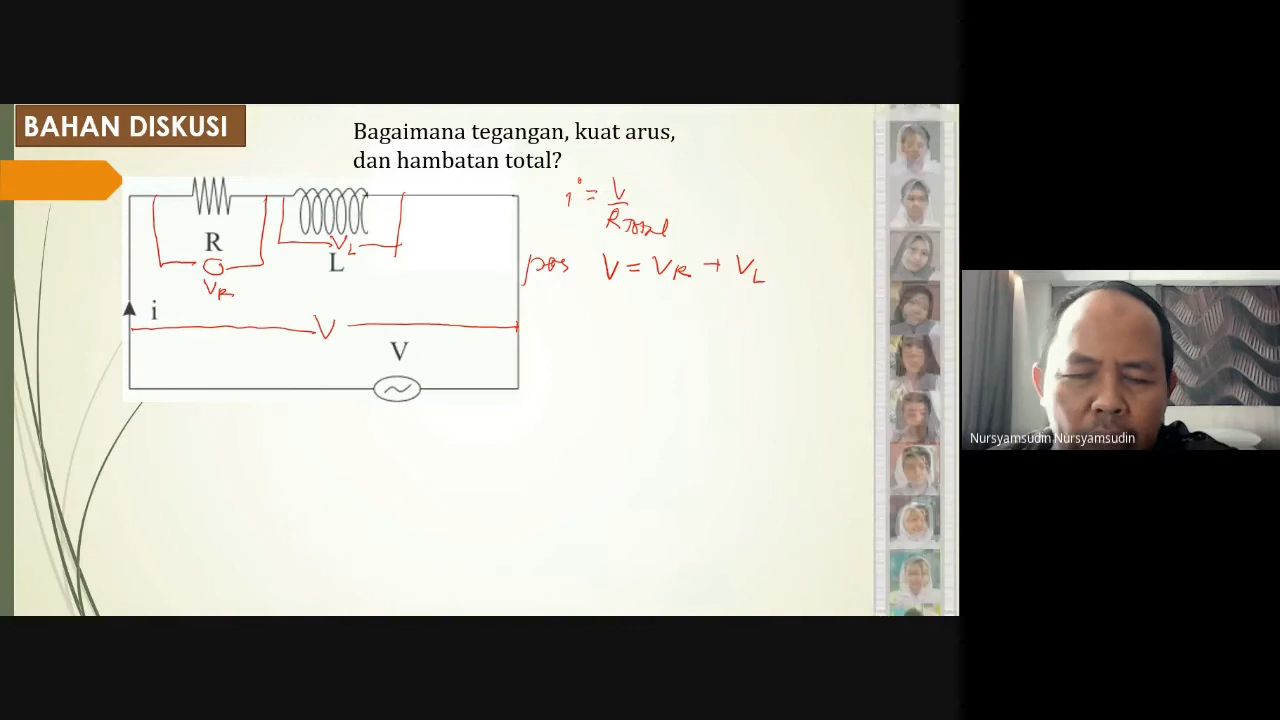 BAHAN DISKUSI
Bagaimana tegangan, kuat arus,
dan hambatan total?
i = V
R Total
R
VR
VL
L
V = VR + VL
i
V
V
Nursyamsudin Nursyamsudin